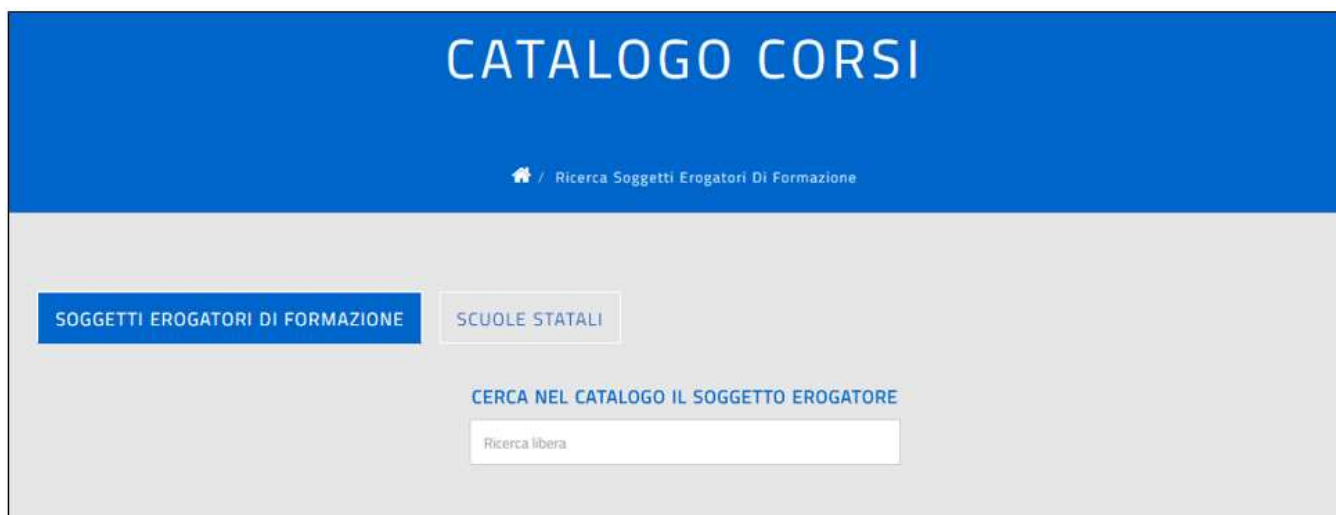 CATALOGO CORSI
/ Ricerca Soggetti Erogatori Di Formazione
SOGGETTI EROGATORI DI FORMAZIONE
SCUOLE STATALI
CERCA NEL CATALOGO IL SOGGETTO EROGATORE
Ricerca libera